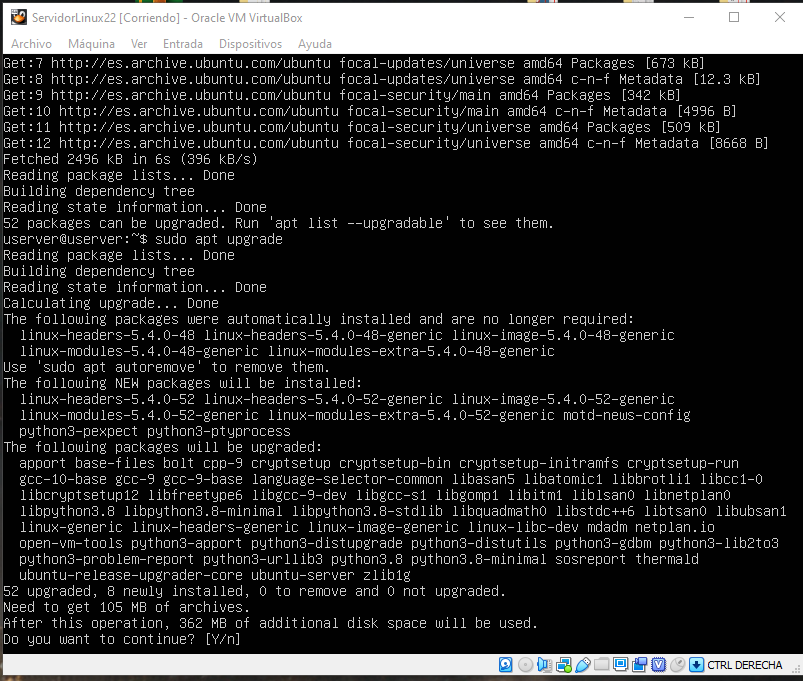 ServidorLinux22 [Corriendo] - Oracle VM VirtualBox
Archivo Máquina Ver Entrada Dispositivos Ayuda
Get:7 http://es.archive.ubuntu.com/ubuntu focal-updates/universe amd64 Packages [673 kB]
Get:8 http://es.archive.ubuntu.com/ubuntu focal-updates/universe amd64 c-n-f Metadata [12.3 kB]
Get:9 http://es.archive.ubuntu.com/ubuntu focal-security/main amd64 Packages [342 kB]
Get:10 http://es.archive.ubuntu.com/ubuntu focal-security/main amd64 c-n-f Metadata [4996 B]
Get:11 http://es.archive.ubuntu.com/ubuntu focal-security/universe amd64 Packages [509 kB]
Get:12 http://es.archive.ubuntu.com/ubuntu focal-security/universe amd64 c-n-f Metadata [8668 B]
Fetched 2496 kB in 6s (396 kB/s)
Reading package lists... Done
Building dependency tree
Reading state information... Done
52 packages can be upgraded. Run 'apt list --upgradable' to see them.
userver@userver:~$ sudo apt upgrade
Reading package lists... Done
Building dependency tree
Reading state information... Done
Calculating upgrade... Done
The following packages were automatically installed and are no longer required:
linux-headers-5.4.0-48 linux-headers-5.4.0-48-generic linux-image-5.4.0-48-generic
linux-modules-5.4.0-48-generic linux-modules-extra-5.4.0-48-generic
Use 'sudo apt autoremove' to remove them.
The following NEW packages will be installed:
linux-headers-5.4.0-52 linux-headers-5.4.0-52-generic linux-image-5.4.0-52-generic
linux-modules-5.4.0-52-generic linux-modules-extra-5.4.0-52-generic motd-news-config
python3-pexpect python3-ptyprocess
The following packages will be upgraded:
apport base-files bolt cpp-9 cryptsetup cryptsetup-bin cryptsetup-initramfs cryptsetup-run
gcc-10-base gcc-9 gcc-9-base language-selector-common libasan5 libatomic1 libbrotli1 libcc1-0
libcryptsetup12 libfreetype6 libgcc-9-dev libgcc-s1 libgomp1 libitm1 liblsan0 libnetplan0
libpython3.8 libpython3.8-minimal libpython3.8-stdlib libquadmath0 libstdc++6 libtsan0 libubsan1
linux-generic linux-headers-generic linux-image-generic linux-libc-dev mdadm netplan.io
open-vm-tools python3-apport python3-distupgrade python3-distutils python3-gdbm python3-lib2to3
python3-problem-report python3-urllib3 python3.8 python3.8-minimal sosreport thermald
ubuntu-release-upgrader-core ubuntu-server zlib1g
52 upgraded, 8 newly installed, 0 to remove and 0 not upgraded.
Need to get 105 MB of archives.
After this operation, 362 MB of additional disk space will be used.
Do you want to continue? [Y/n]
CTRL DERECHA